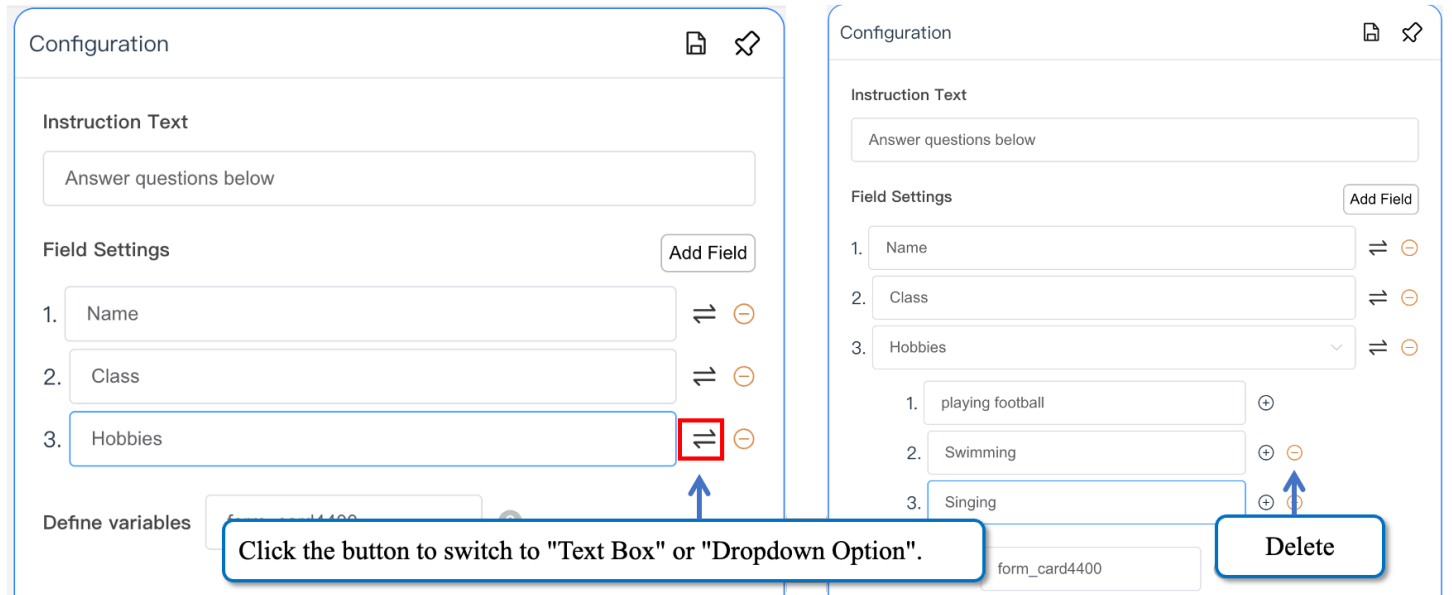 Configuration
Instruction Text
Answer questions below
Field Settings
Add Field
1. Name
2. Class
3. Hobbies
Define variables
form_card4400
Click the button to switch to "Text Box" or "Dropdown Option".
Configuration
Instruction Text
Answer questions below
Field Settings
Add Field
1. Name
2. Class
3. Hobbies
1. playing football
2. Swimming
3. Singing
Delete
form_card4400